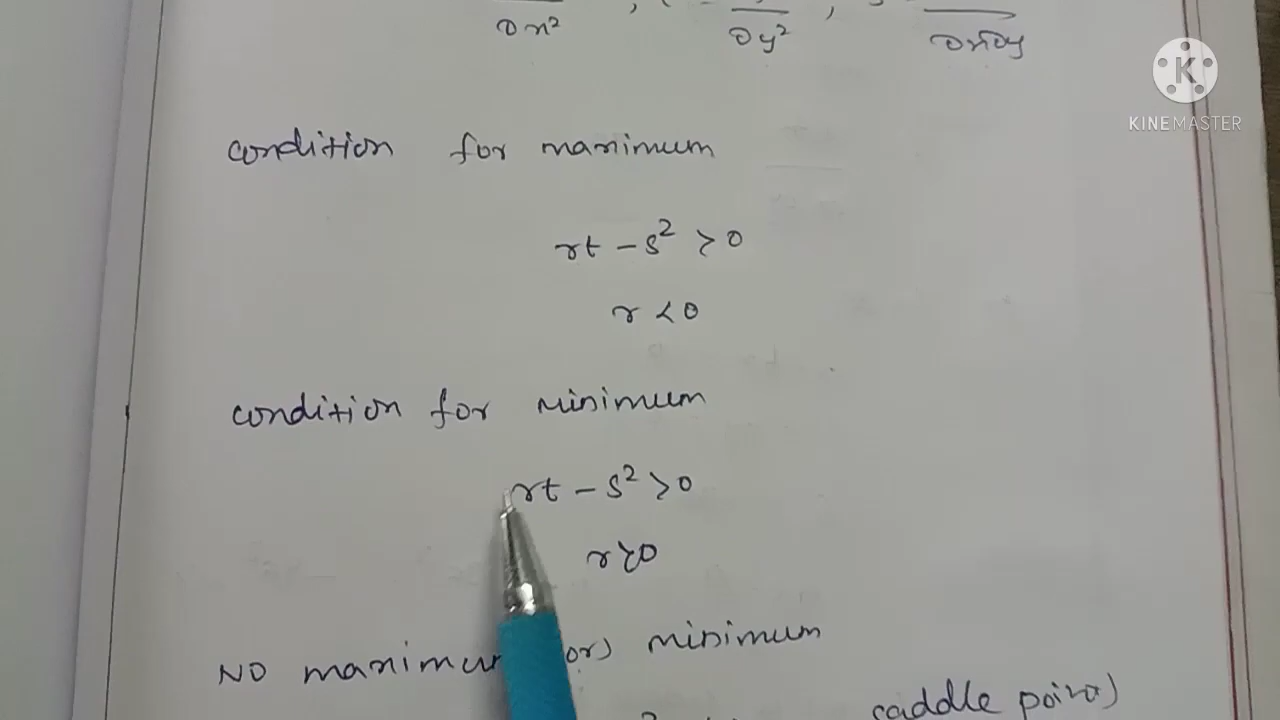 ∂x² , ∂y² , ∂x∂y
KINEMASTER
condition for maximum
rt - s² > 0
r < 0
condition for minimum
rt - s² > 0
r > 0
NO maximum (or) minimum
caddle point)